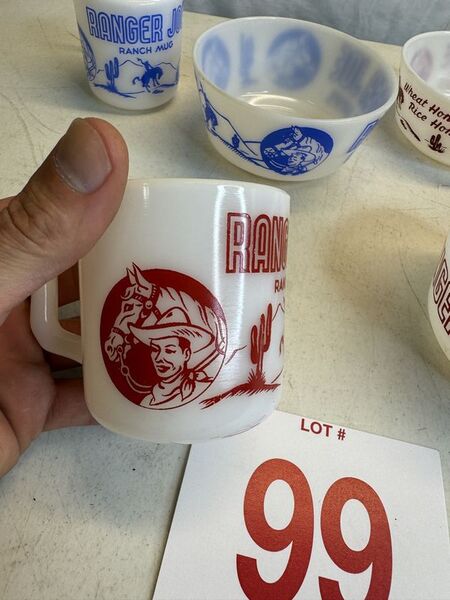 RANGER JO
RANCH MUG
Wheat Hon
Rice Hon
RANG
RAN
LOT #
99